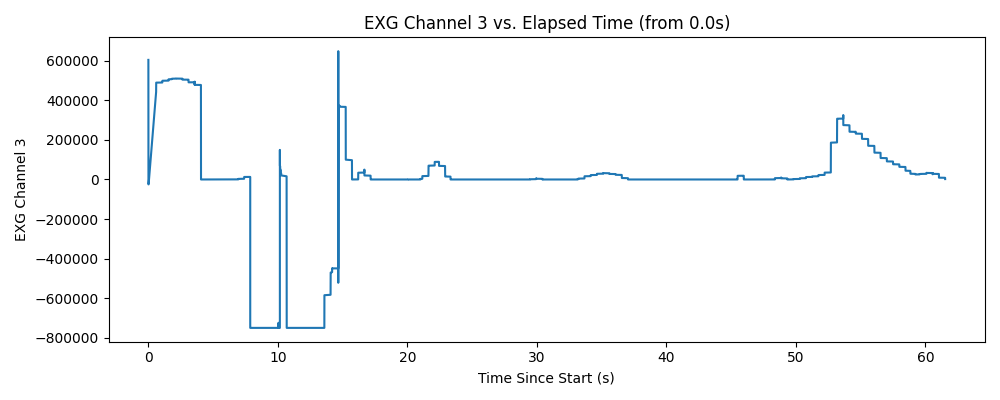 EXG Channel 3 vs. Elapsed Time (from 0.0s)
EXG Channel 3
600000
400000
200000
0
−200000
−400000
−600000
−800000
0 10 20 30 40 50 60
Time Since Start (s)